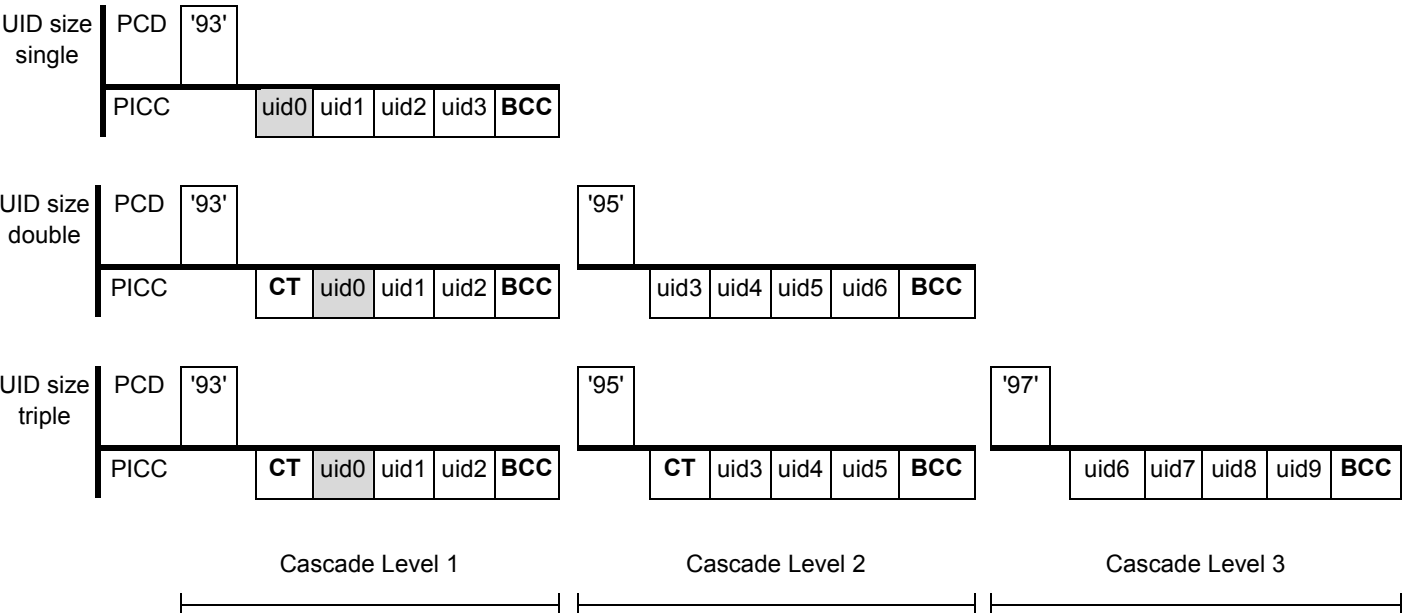 UID size PCD '93'
single
PICC uid0 uid1 uid2 uid3 BCC
UID size PCD '93' '95'
double
PICC CT uid0 uid1 uid2 BCC uid3 uid4 uid5 uid6 BCC
UID size PCD '93' '95' '97'
triple
PICC CT uid0 uid1 uid2 BCC CT uid3 uid4 uid5 BCC uid6 uid7 uid8 uid9 BCC
Cascade Level 1 Cascade Level 2 Cascade Level 3